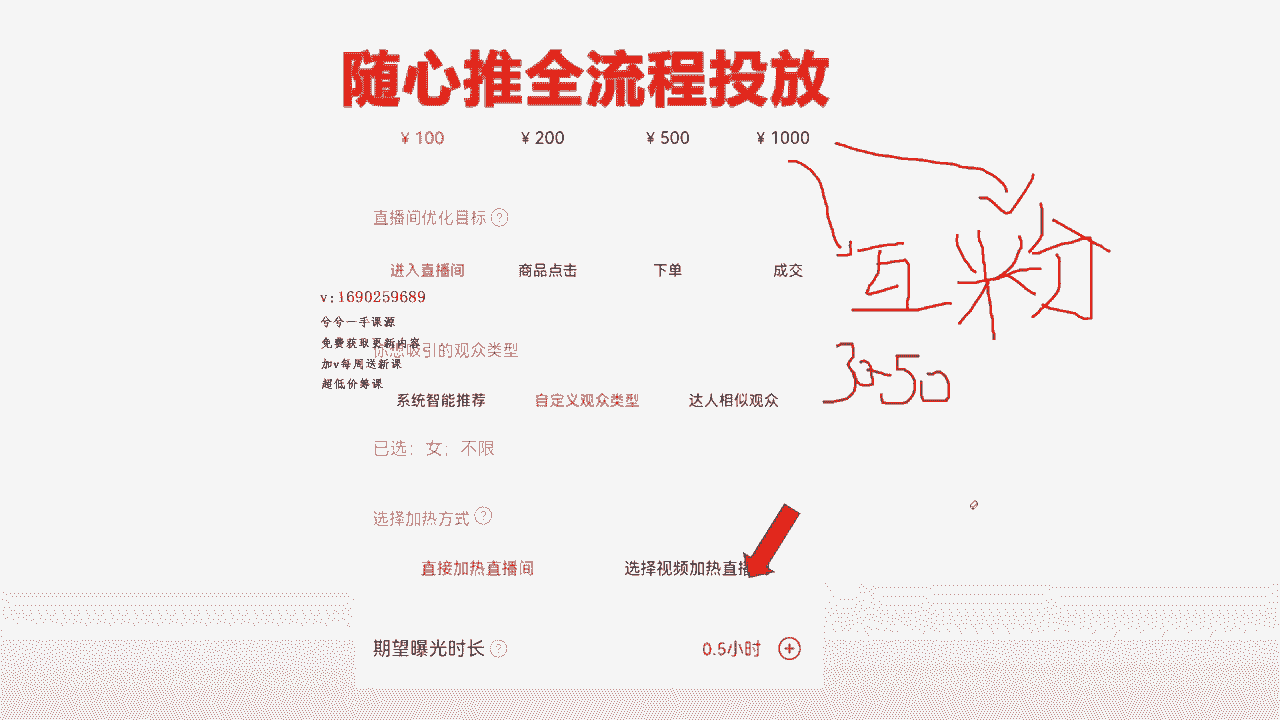 随心推全流程投放
¥ 100 ¥ 200 ¥ 500 ¥ 1000
直播间优化目标 ?
进入直播间 商品点击 下单 成交
互粉
v:1690259689
兮兮一手课源
免费获取更新内容
你想吸引的观众类型
加v每周送新课
超低价筹课
30-50
系统智能推荐 自定义观众类型 达人相似观众
已选：女；不限
选择加热方式 ?
直接加热直播间 选择视频加热直播
期望曝光时长 ? 0.5小时 +